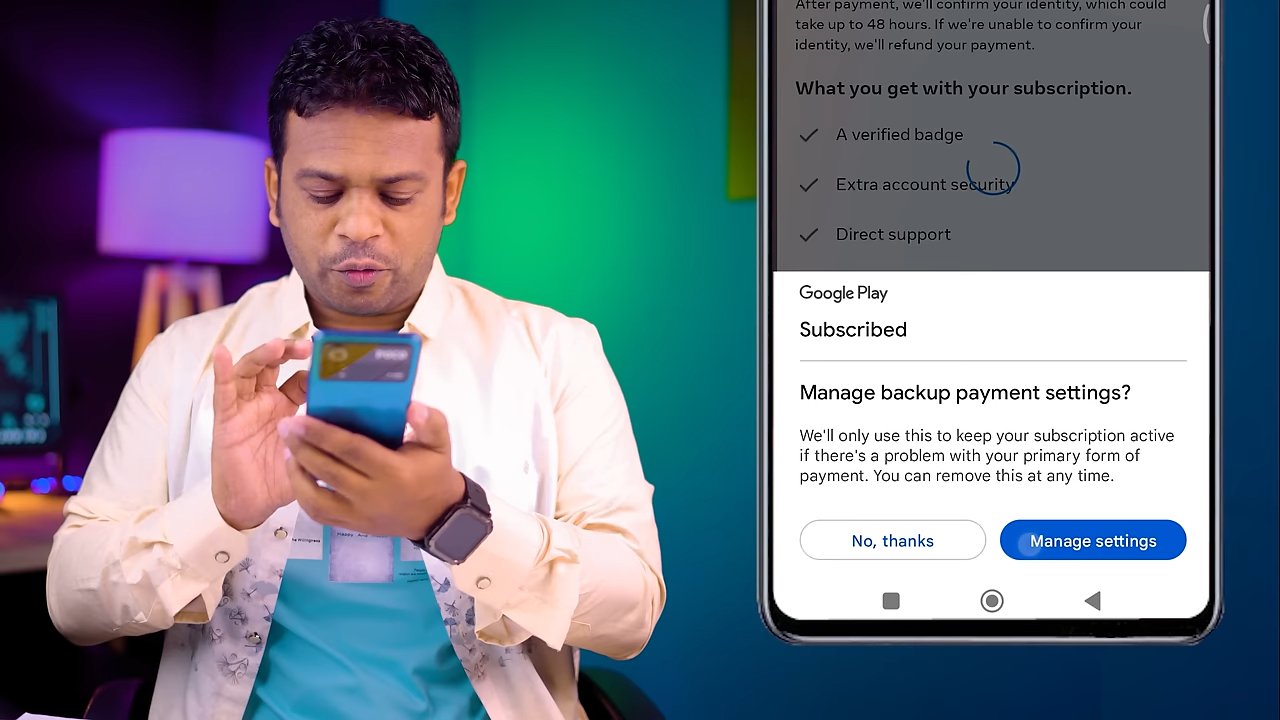 After payment, we'll confirm your identity, which could
take up to 48 hours. If we're unable to confirm your
identity, we'll refund your payment.
What you get with your subscription.
A verified badge
Extra account security
Direct support
Google Play
Subscribed
Manage backup payment settings?
We'll only use this to keep your subscription active
if there's a problem with your primary form of
payment. You can remove this at any time.
No, thanks
Manage settings
POCO
Happy